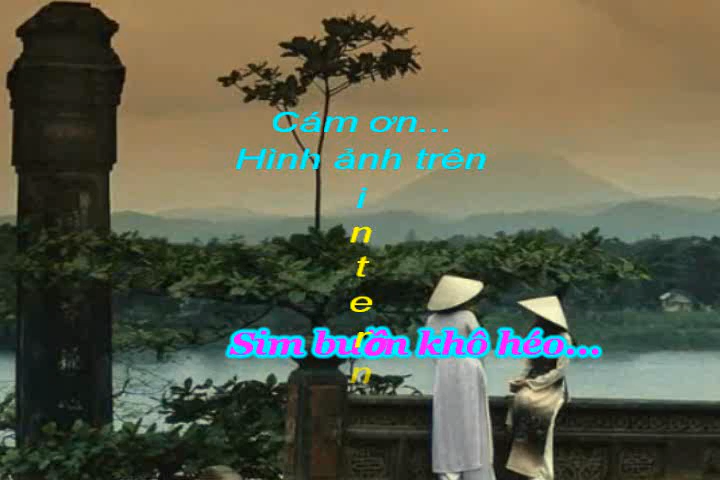 Cám ơn...
Hình ảnh trên
i
n
t
e
r
n
Sim buồn khô héo...